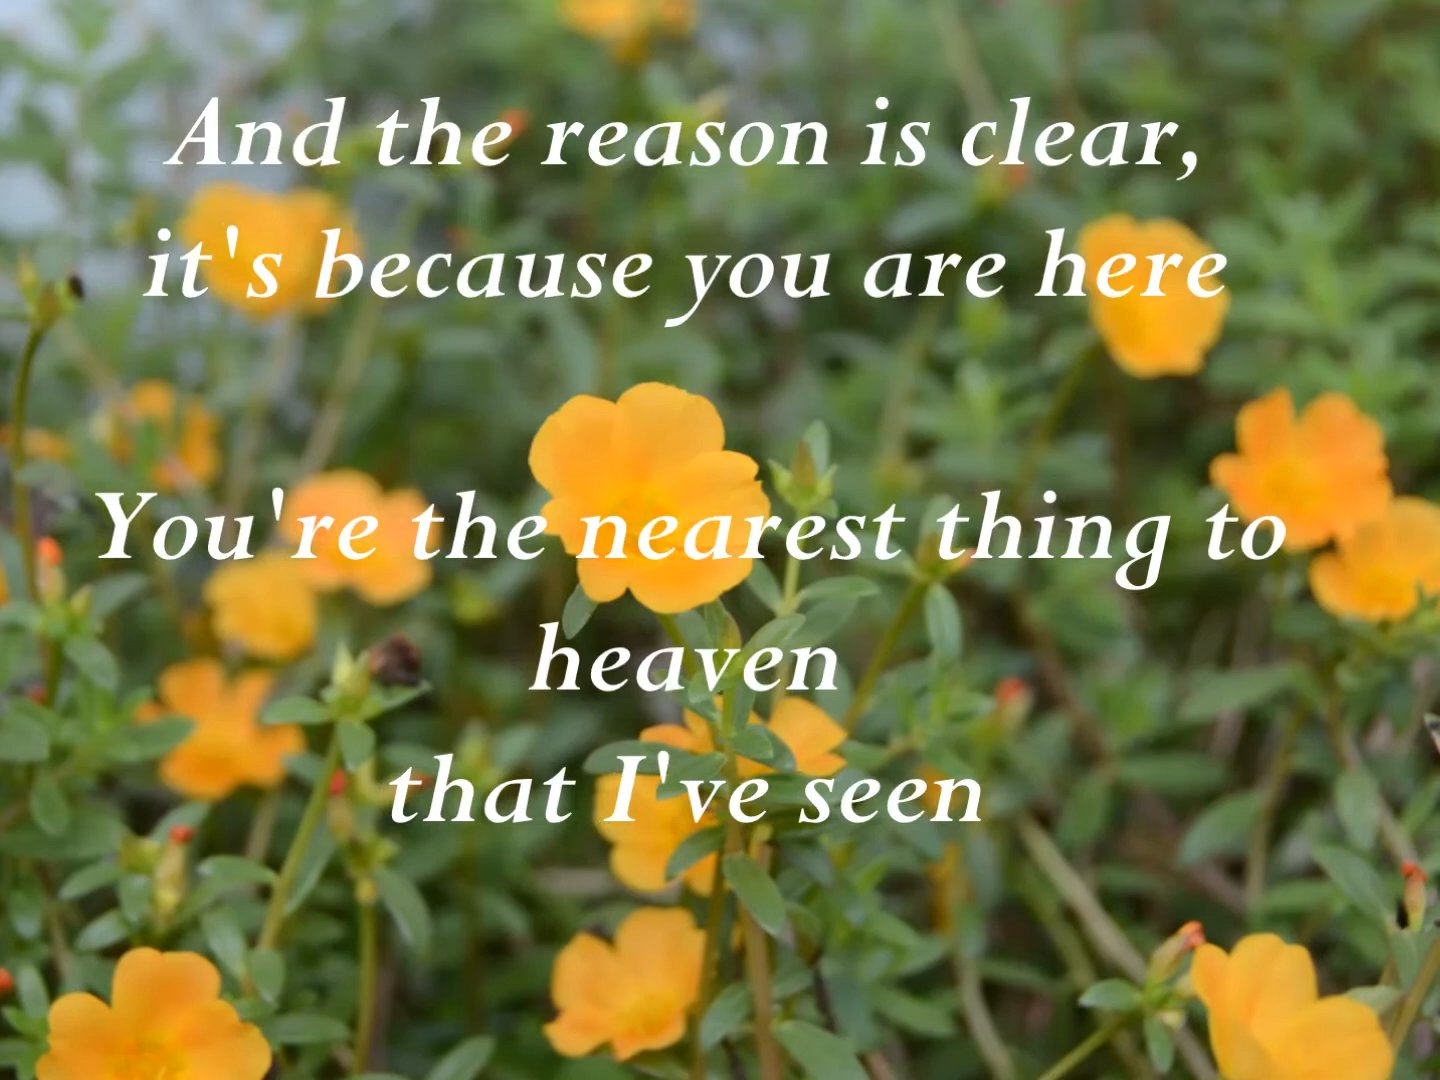 And the reason is clear,
it's because you are here
You're the nearest thing to
heaven
that I've seen